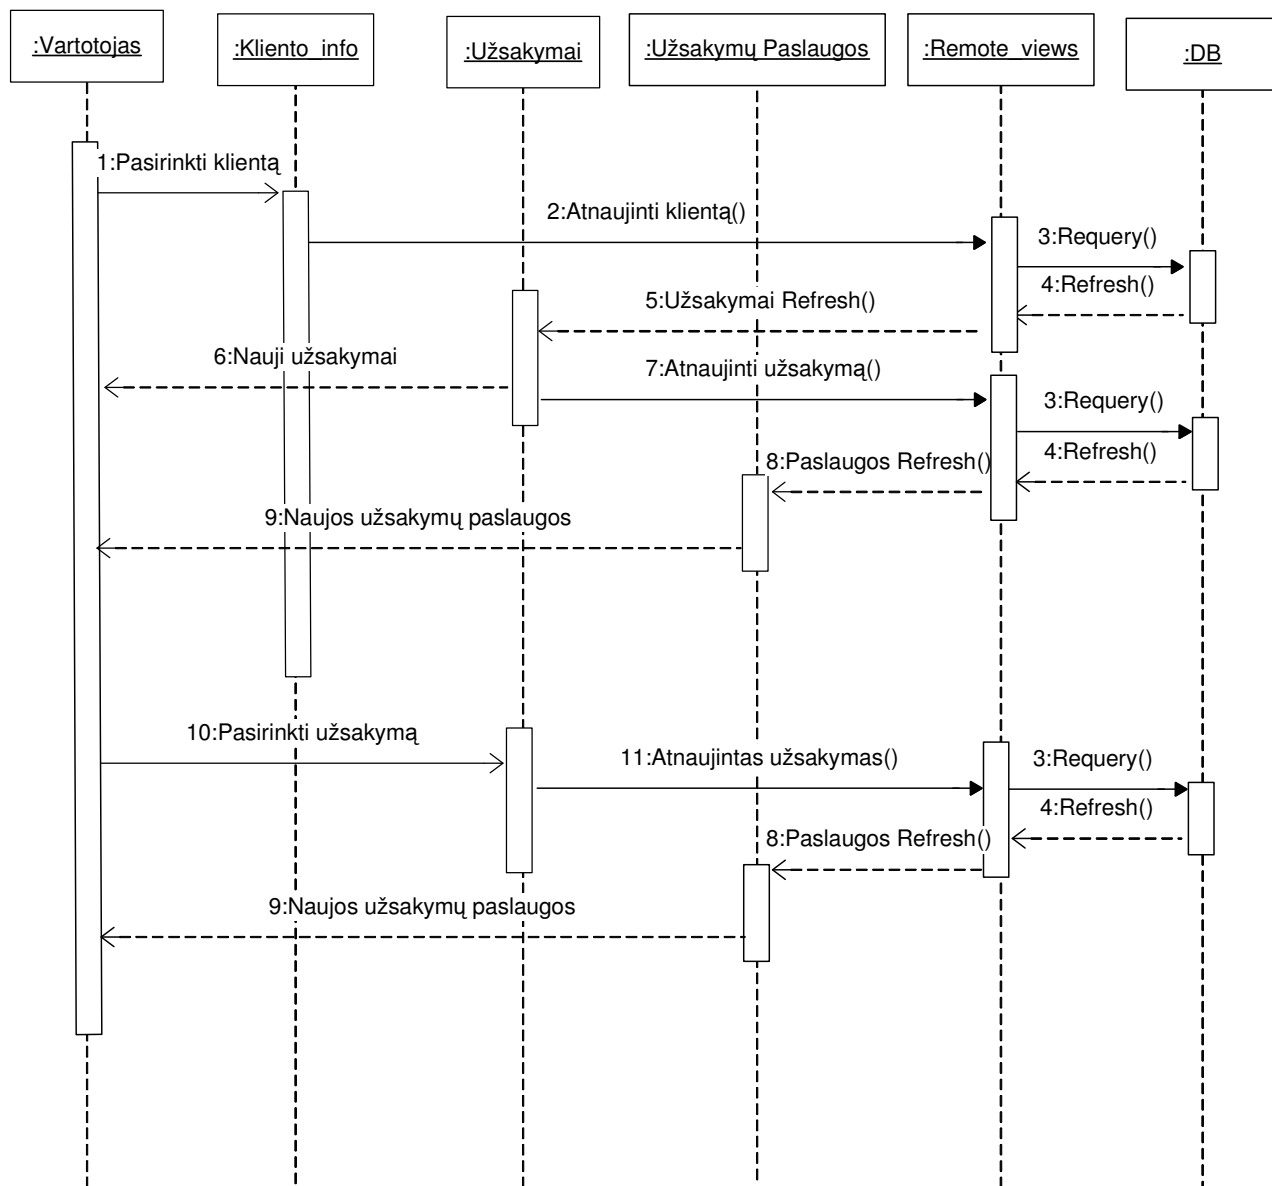 :Vartotojas
:Kliento_info
:Užsakymai
:Užsakymų Paslaugos
:Remote_views
:DB
1:Pasirinkti klientą
2:Atnaujinti klientą()
3:Requery()
4:Refresh()
5:Užsakymai Refresh()
6:Nauji užsakymai
7:Atnaujinti užsakymą()
3:Requery()
4:Refresh()
8:Paslaugos Refresh()
9:Naujos užsakymų paslaugos
10:Pasirinkti užsakymą
11:Atnaujintas užsakymas()
3:Requery()
4:Refresh()
8:Paslaugos Refresh()
9:Naujos užsakymų paslaugos